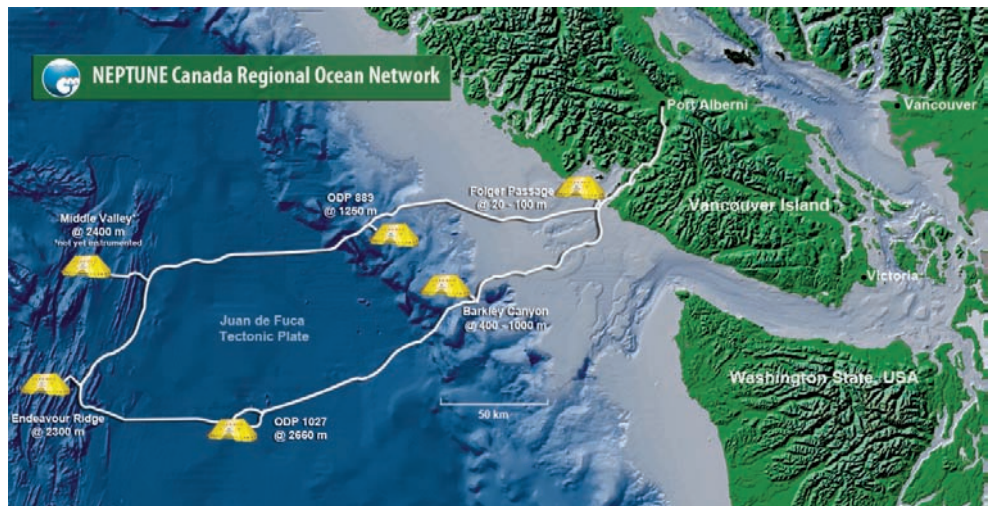 NEPTUNE Canada Regional Ocean Network
Port Alberni
Vancouver
Folger Passage
@ 20 - 100 m
ODP 889
@ 1250 m
Vancouver Island
Middle Valley*
@ 2400 m
*not yet instrumented
Victoria
Barkley Canyon
@ 400 -1000 m
Juan de Fuca
Tectonic Plate
Washington State, USA
50 km
Endeavour Ridge
@ 2300 m
ODP 1027
@ 2660 m